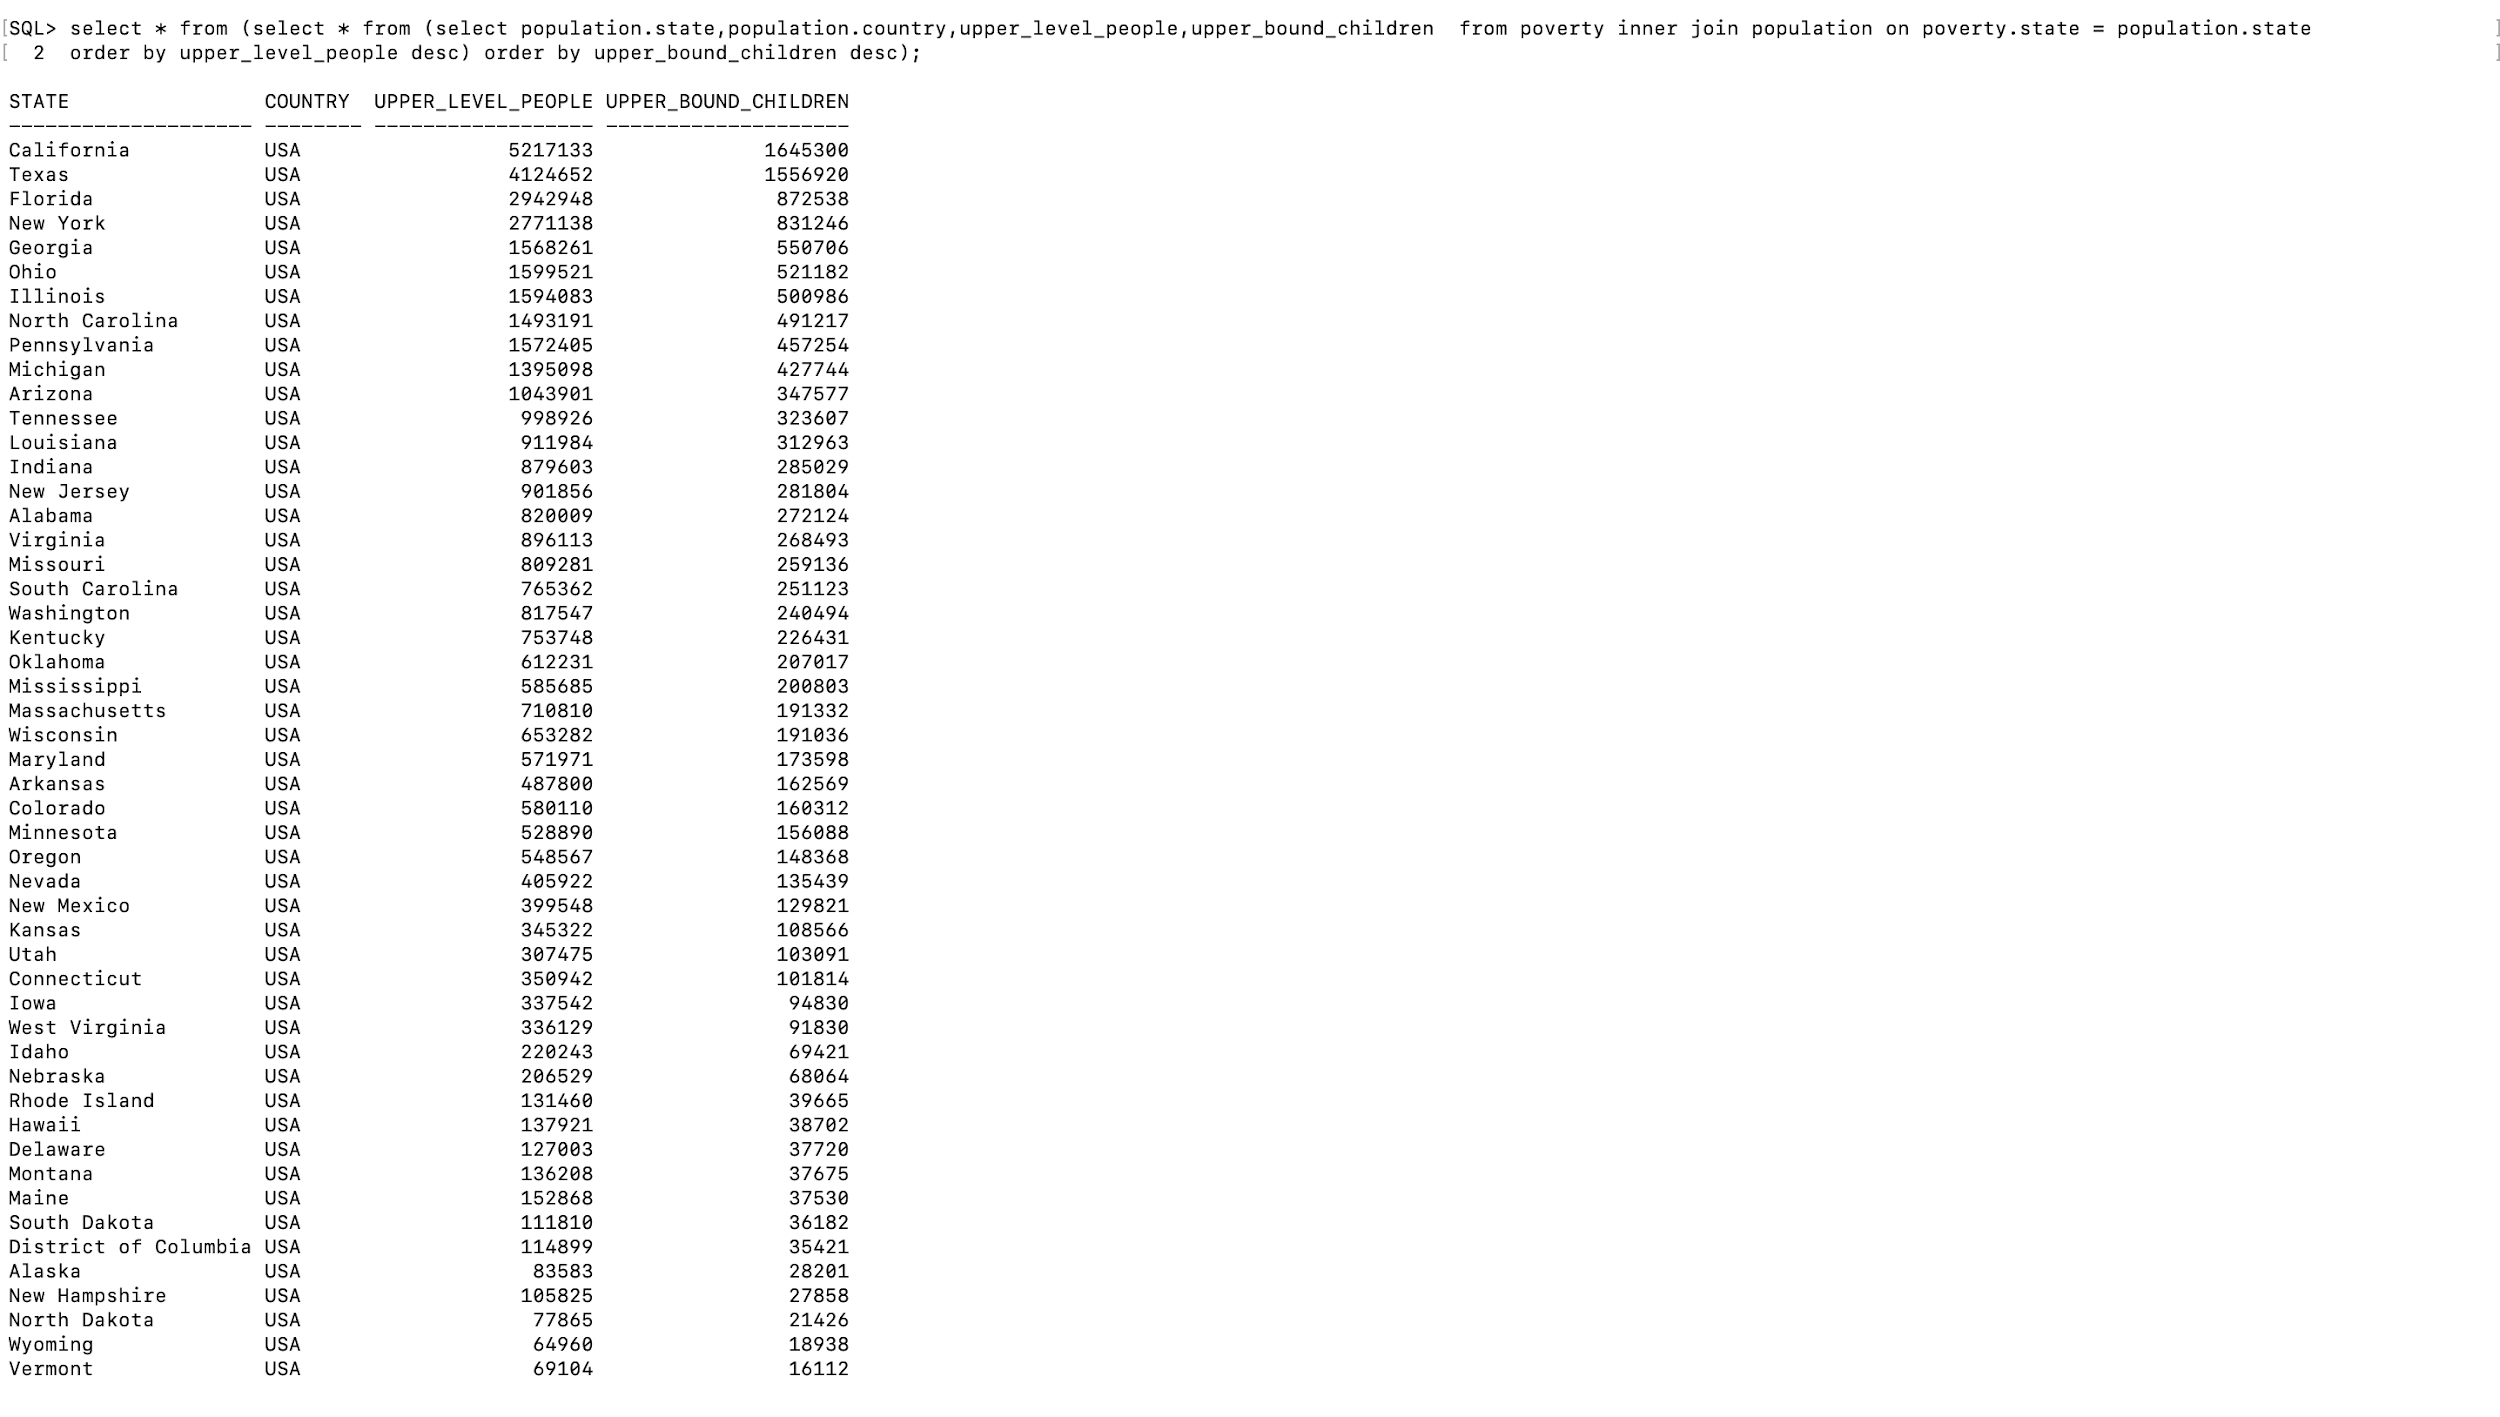 [SQL> select * from (select * from (select population.state,population.country,upper_level_people,upper_bound_children  from poverty inner join population on poverty.state = population.state ]
[  2  order by upper_level_people desc) order by upper_bound_children desc); ]
STATE                COUNTRY  UPPER_LEVEL_PEOPLE UPPER_BOUND_CHILDREN
-------------------- -------- ------------------ --------------------
California           USA                 5217133              1645300
Texas                USA                 4124652              1556920
Florida              USA                 2942948               872538
New York             USA                 2771138               831246
Georgia              USA                 1568261               550706
Ohio                 USA                 1599521               521182
Illinois             USA                 1594083               500986
North Carolina       USA                 1493191               491217
Pennsylvania         USA                 1572405               457254
Michigan             USA                 1395098               427744
Arizona              USA                 1043901               347577
Tennessee            USA                  998926               323607
Louisiana            USA                  911984               312963
Indiana              USA                  879603               285029
New Jersey           USA                  901856               281804
Alabama              USA                  820009               272124
Virginia             USA                  896113               268493
Missouri             USA                  809281               259136
South Carolina       USA                  765362               251123
Washington           USA                  817547               240494
Kentucky             USA                  753748               226431
Oklahoma             USA                  612231               207017
Mississippi          USA                  585685               200803
Massachusetts        USA                  710810               191332
Wisconsin            USA                  653282               191036
Maryland             USA                  571971               173598
Arkansas             USA                  487800               162569
Colorado             USA                  580110               160312
Minnesota            USA                  528890               156088
Oregon               USA                  548567               148368
Nevada               USA                  405922               135439
New Mexico           USA                  399548               129821
Kansas               USA                  345322               108566
Utah                 USA                  307475               103091
Connecticut          USA                  350942               101814
Iowa                 USA                  337542                94830
West Virginia        USA                  336129                91830
Idaho                USA                  220243                69421
Nebraska             USA                  206529                68064
Rhode Island         USA                  131460                39665
Hawaii               USA                  137921                38702
Delaware             USA                  127003                37720
Montana              USA                  136208                37675
Maine                USA                  152868                37530
South Dakota         USA                  111810                36182
District of Columbia USA                  114899                35421
Alaska               USA                   83583                28201
New Hampshire        USA                  105825                27858
North Dakota         USA                   77865                21426
Wyoming              USA                   64960                18938
Vermont              USA                   69104                16112